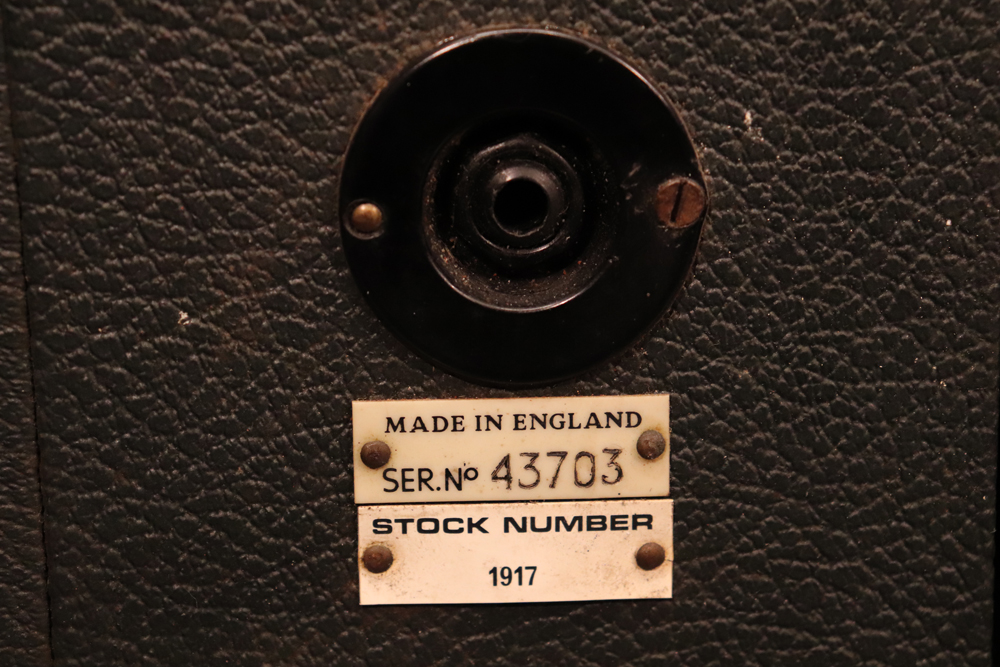 MADE IN ENGLAND
SER.Nº 43703
STOCK NUMBER
1917